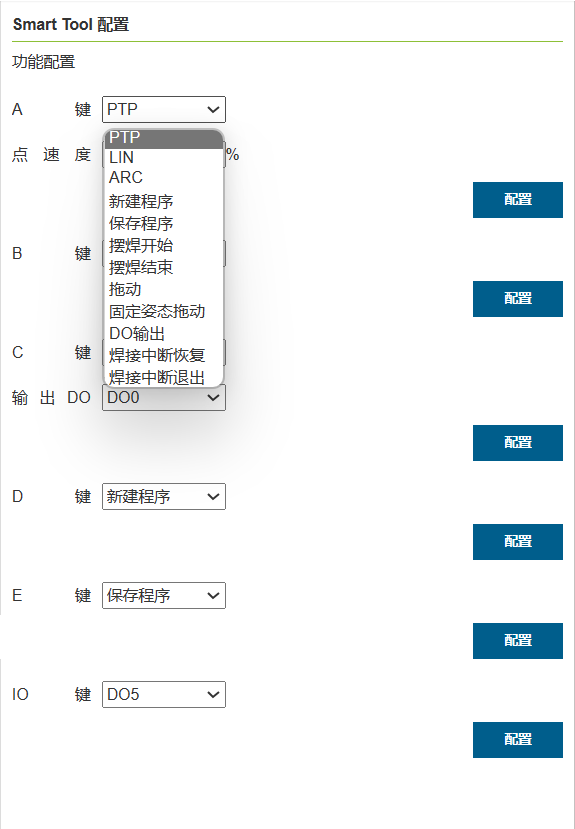 Smart Tool 配置
功能配置
A 键 PTP
PTP
点 速 度 %
LIN
ARC
配置
新建程序
保存程序
摆焊开始
B 键
摆焊结束
拖动
配置
固定姿态拖动
DO输出
C 键
焊接中断恢复
焊接中断退出
输 出 DO DO0
配置
D 键 新建程序
配置
E 键 保存程序
配置
IO 键 DO5
配置